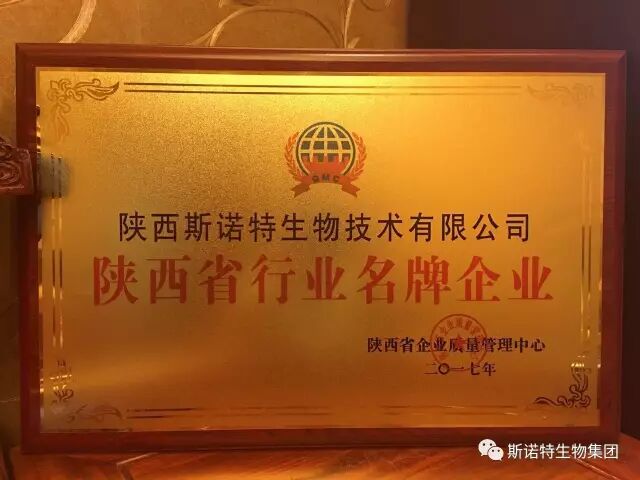 QMC
陕西斯诺特生物技术有限公司
陕西省行业名牌企业
陕西省企业质量管理中心
二〇一七年
斯诺特生物集团